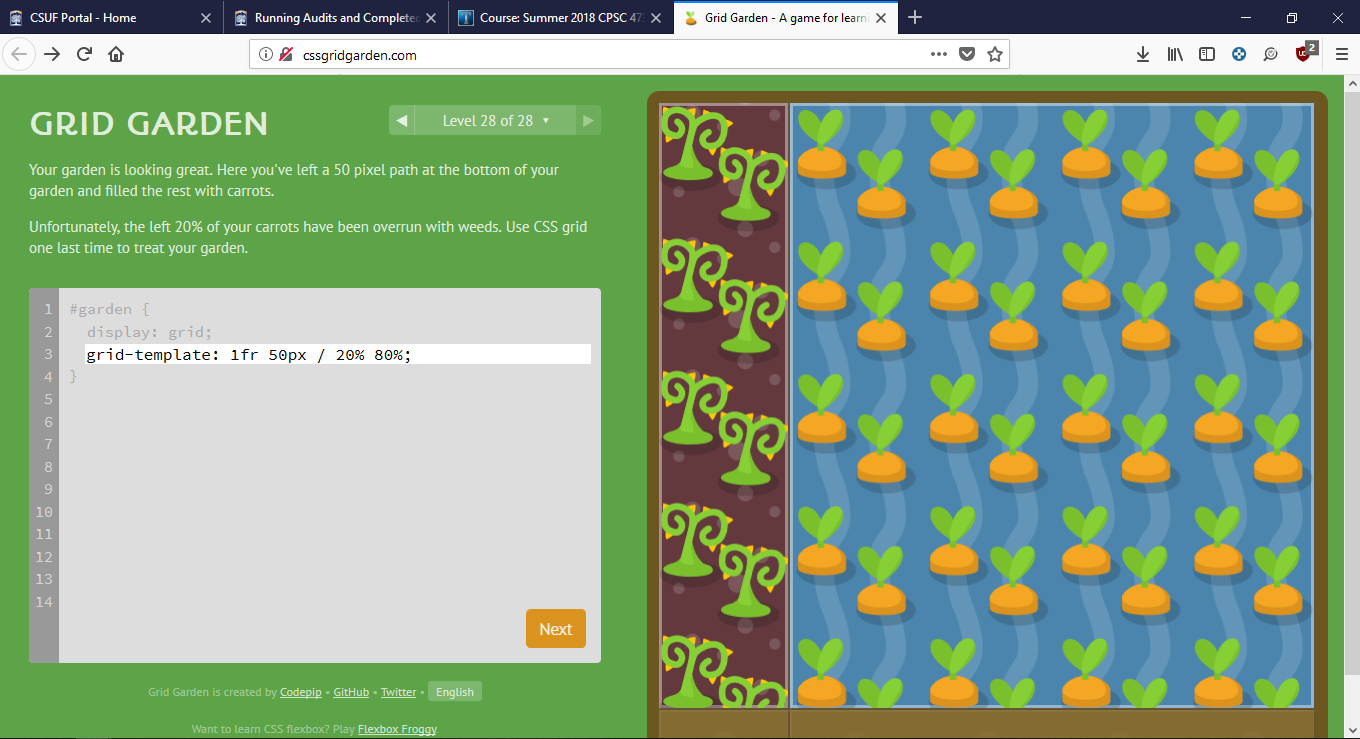 CSUF Portal - Home
Running Audits and Completed
Course: Summer 2018 CPSC 47
Grid Garden - A game for learni
cssgridgarden.com
2
GRID GARDEN
Level 28 of 28
Your garden is looking great. Here you've left a 50 pixel path at the bottom of your
garden and filled the rest with carrots.
Unfortunately, the left 20% of your carrots have been overrun with weeds. Use CSS grid
one last time to treat your garden.
1 #garden {
2 display: grid;
3 grid-template: 1fr 50px / 20% 80%;
4 }
5
6
7
8
9
10
11
12
13
14
Next
Grid Garden is created by Codepip • GitHub • Twitter • English
Want to learn CSS flexbox? Play Flexbox Froggy.